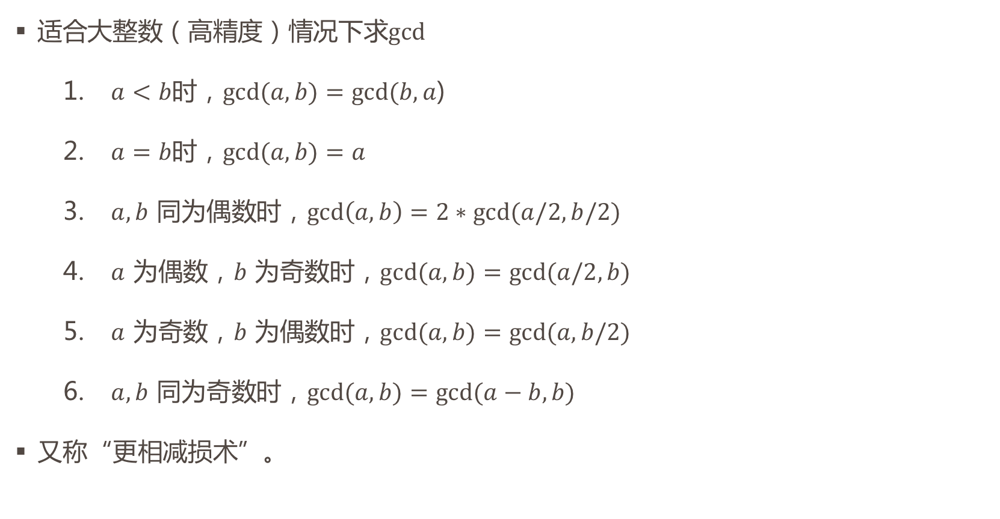 ▪ 适合大整数（高精度）情况下求gcd
1. a < b时，gcd(a, b) = gcd(b, a)
2. a = b时，gcd(a, b) = a
3. a, b 同为偶数时，gcd(a, b) = 2 ∗ gcd(a/2, b/2)
4. a 为偶数，b 为奇数时，gcd(a, b) = gcd(a/2, b)
5. a 为奇数，b 为偶数时，gcd(a, b) = gcd(a, b/2)
6. a, b 同为奇数时，gcd(a, b) = gcd(a − b, b)
▪ 又称“更相减损术”。